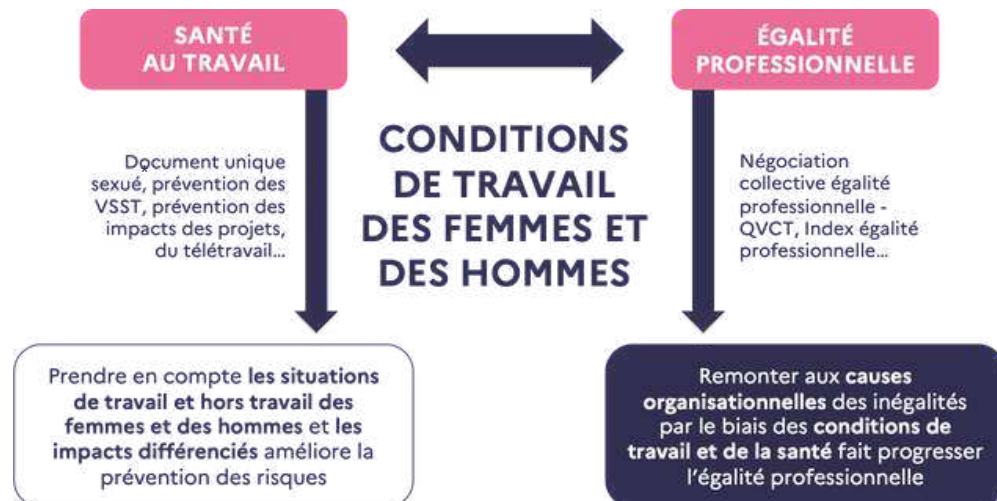 SANTÉ
AU TRAVAIL
ÉGALITÉ
PROFESSIONNELLE
CONDITIONS
DE TRAVAIL
DES FEMMES ET
DES HOMMES
Document unique
sexué, prévention des
VSST, prévention des
impacts des projets,
du télétravail...
Négociation
collective égalité
professionnelle -
QVCT, Index égalité
professionnelle...
Prendre en compte les situations
de travail et hors travail des
femmes et des hommes et les
impacts différenciés améliore la
prévention des risques
Remonter aux causes
organisationnelles des inégalités
par le biais des conditions de
travail et de la santé fait progresser
l'égalité professionnelle